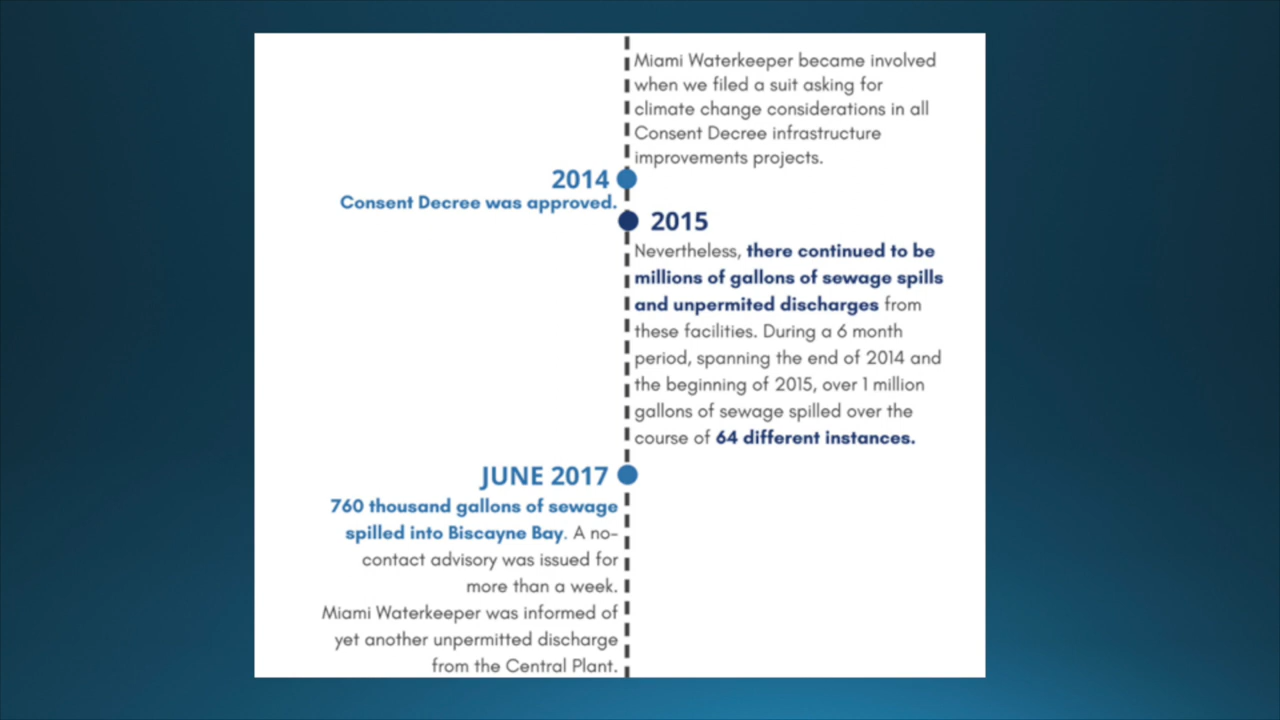 Miami Waterkeeper became involved
when we filed a suit asking for
climate change considerations in all
Consent Decree infrastructure
improvements projects.
2014
Consent Decree was approved.
2015
Nevertheless, there continued to be
millions of gallons of sewage spills
and unpermited discharges from
these facilities. During a 6 month
period, spanning the end of 2014 and
the beginning of 2015, over 1 million
gallons of sewage spilled over the
course of 64 different instances.
JUNE 2017
760 thousand gallons of sewage
spilled into Biscayne Bay. A no-
contact advisory was issued for
more than a week.
Miami Waterkeeper was informed of
yet another unpermitted discharge
from the Central Plant.